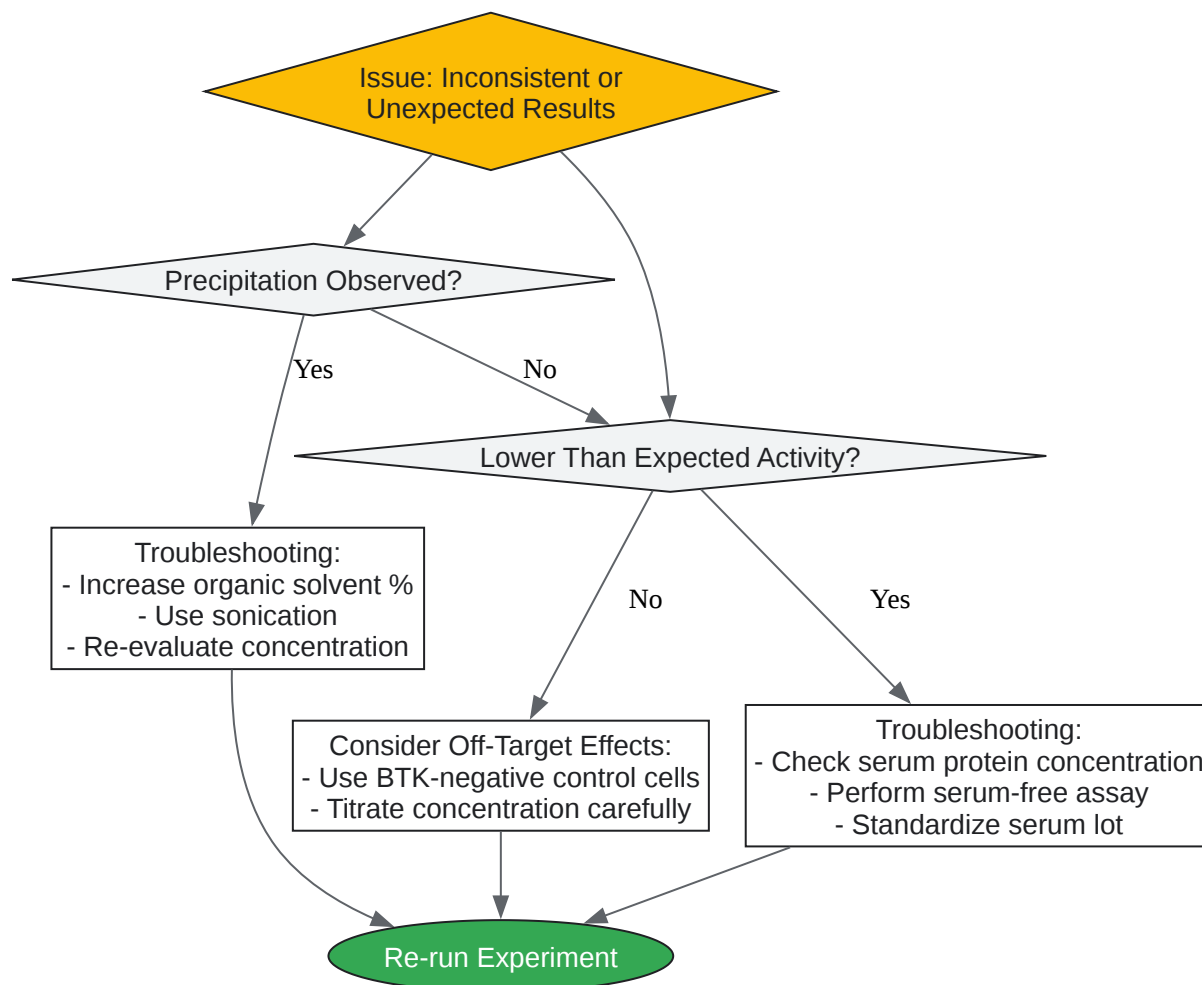 Issue: Inconsistent or
Unexpected Results
Precipitation Observed?
Yes
No
Lower Than Expected Activity?
Troubleshooting:
- Increase organic solvent %
- Use sonication
- Re-evaluate concentration
No
Yes
Consider Off-Target Effects:
- Use BTK-negative control cells
- Titrate concentration carefully
Troubleshooting:
- Check serum protein concentration
- Perform serum-free assay
- Standardize serum lot
Re-run Experiment